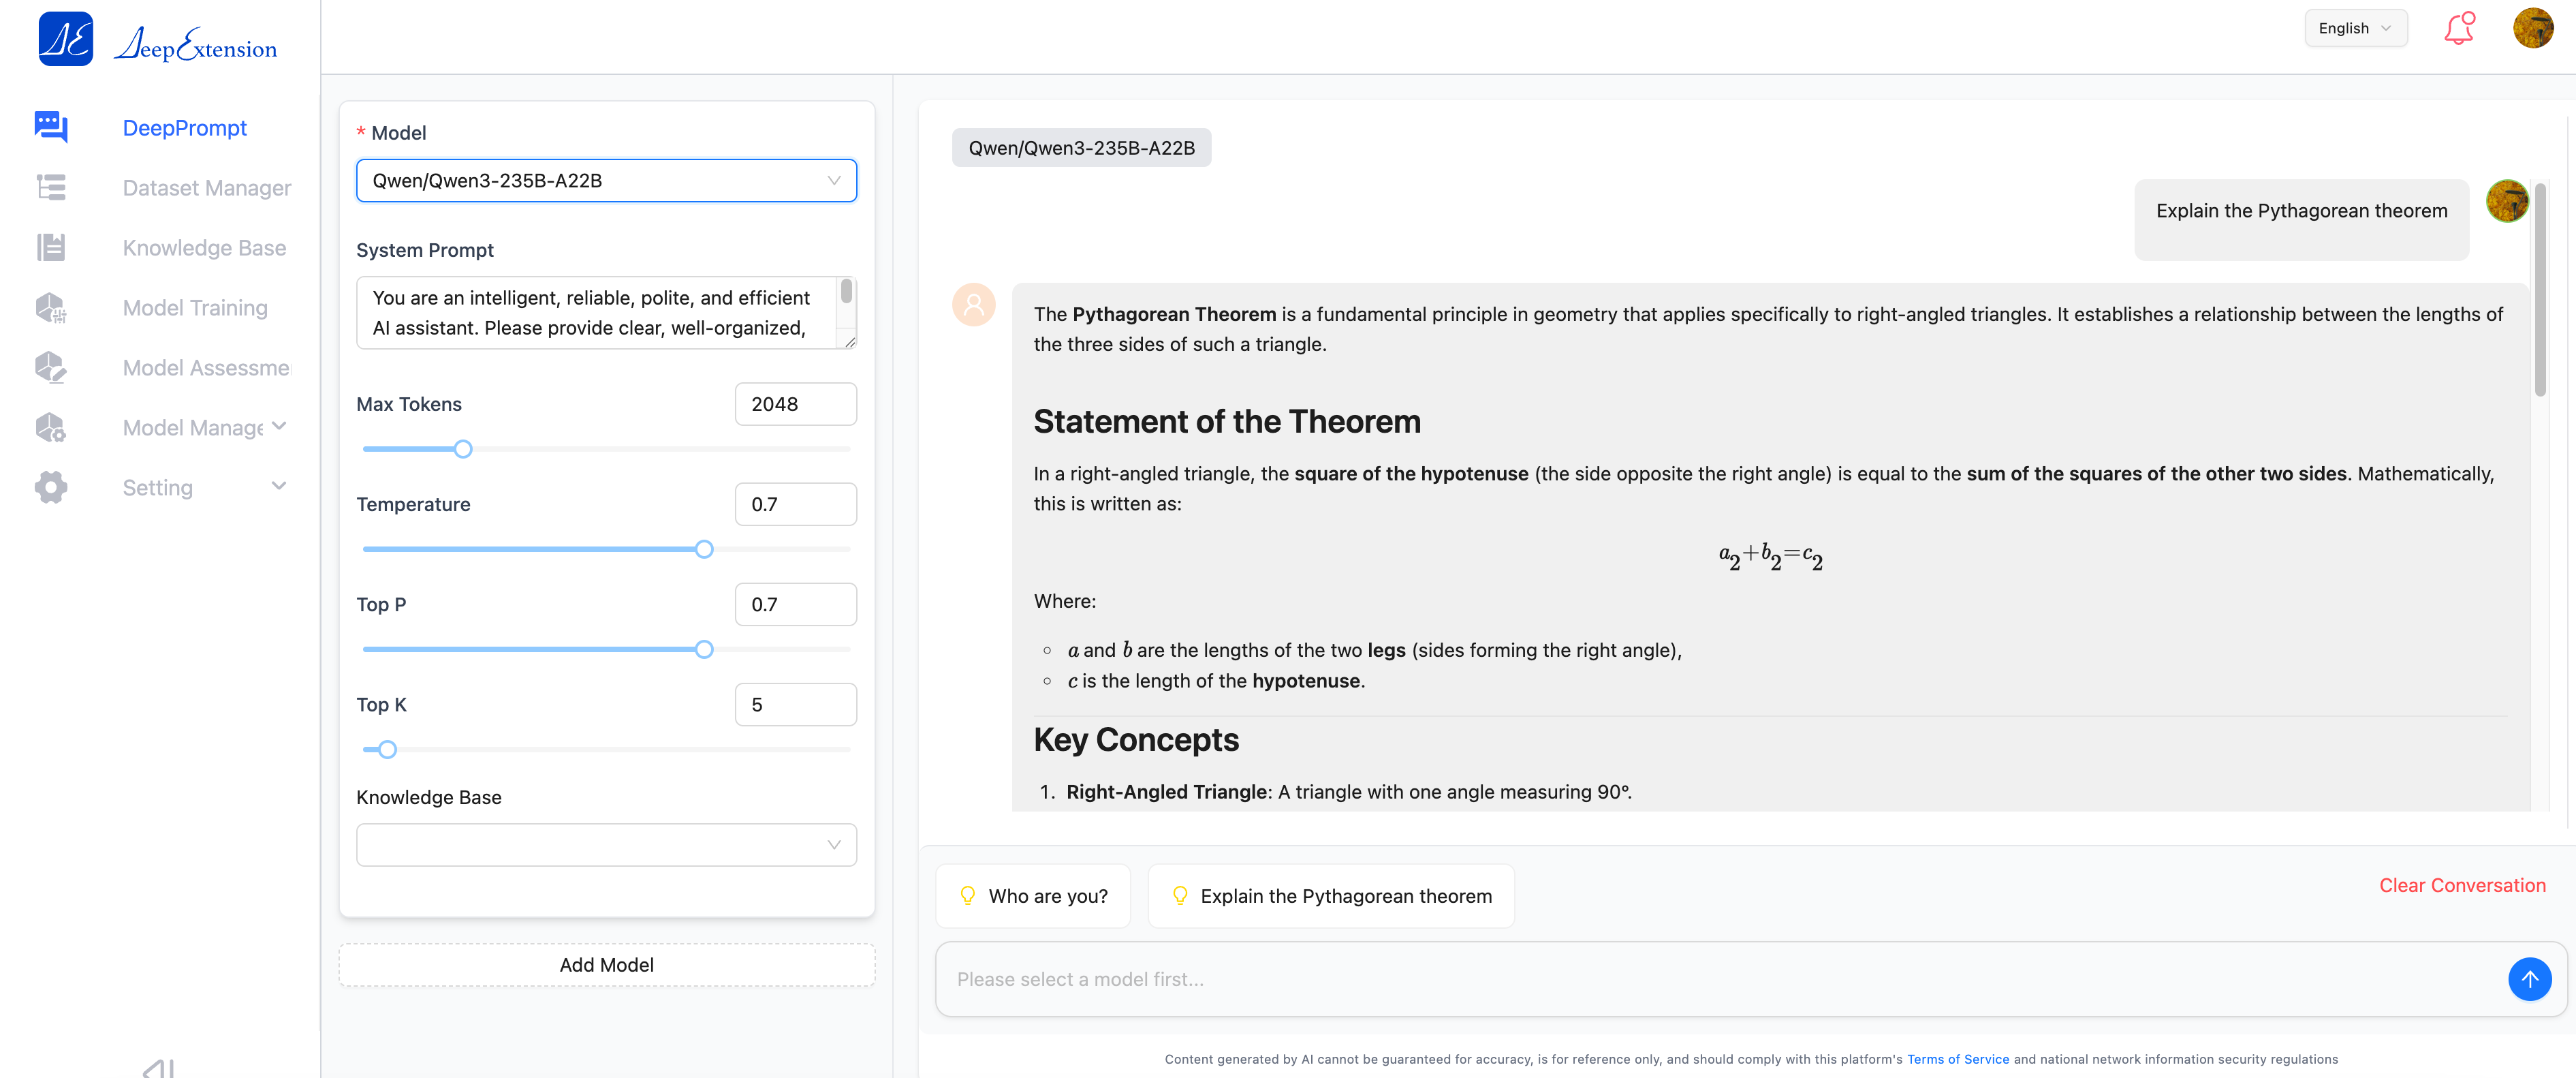 DeepExtension
English
DeepPrompt
Dataset Manager
Knowledge Base
Model Training
Model Assessme
Model Manage
Setting
* Model
Qwen/Qwen3-235B-A22B
System Prompt
You are an intelligent, reliable, polite, and efficient
AI assistant. Please provide clear, well-organized,
Max Tokens
2048
Temperature
0.7
Top P
0.7
Top K
5
Knowledge Base
Add Model
Qwen/Qwen3-235B-A22B
Explain the Pythagorean theorem
The Pythagorean Theorem is a fundamental principle in geometry that applies specifically to right-angled triangles. It establishes a relationship between the lengths of
the three sides of such a triangle.
Statement of the Theorem
In a right-angled triangle, the square of the hypotenuse (the side opposite the right angle) is equal to the sum of the squares of the other two sides. Mathematically,
this is written as:
a₂+b₂=c₂
Where:
a and b are the lengths of the two legs (sides forming the right angle),
c is the length of the hypotenuse.
Key Concepts
1. Right-Angled Triangle: A triangle with one angle measuring 90°.
Who are you?
Explain the Pythagorean theorem
Clear Conversation
Please select a model first...
Content generated by AI cannot be guaranteed for accuracy, is for reference only, and should comply with this platform's Terms of Service and national network information security regulations